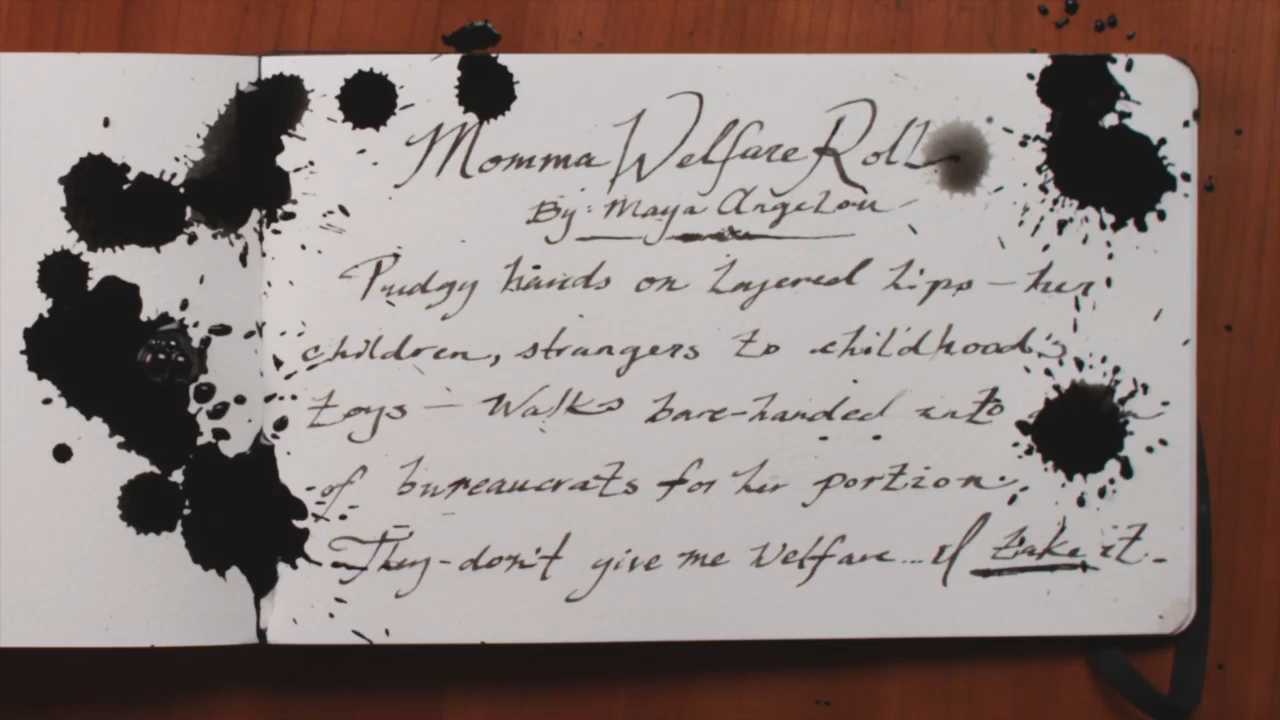 Momma Welfare Roll
By: Maya Angelou
Pudgy hands on layered hips – her
children, strangers to childhood's
toys – Walks bare-handed into
of bureaucrats for her portion.
They-don't give me welfare...I take it.